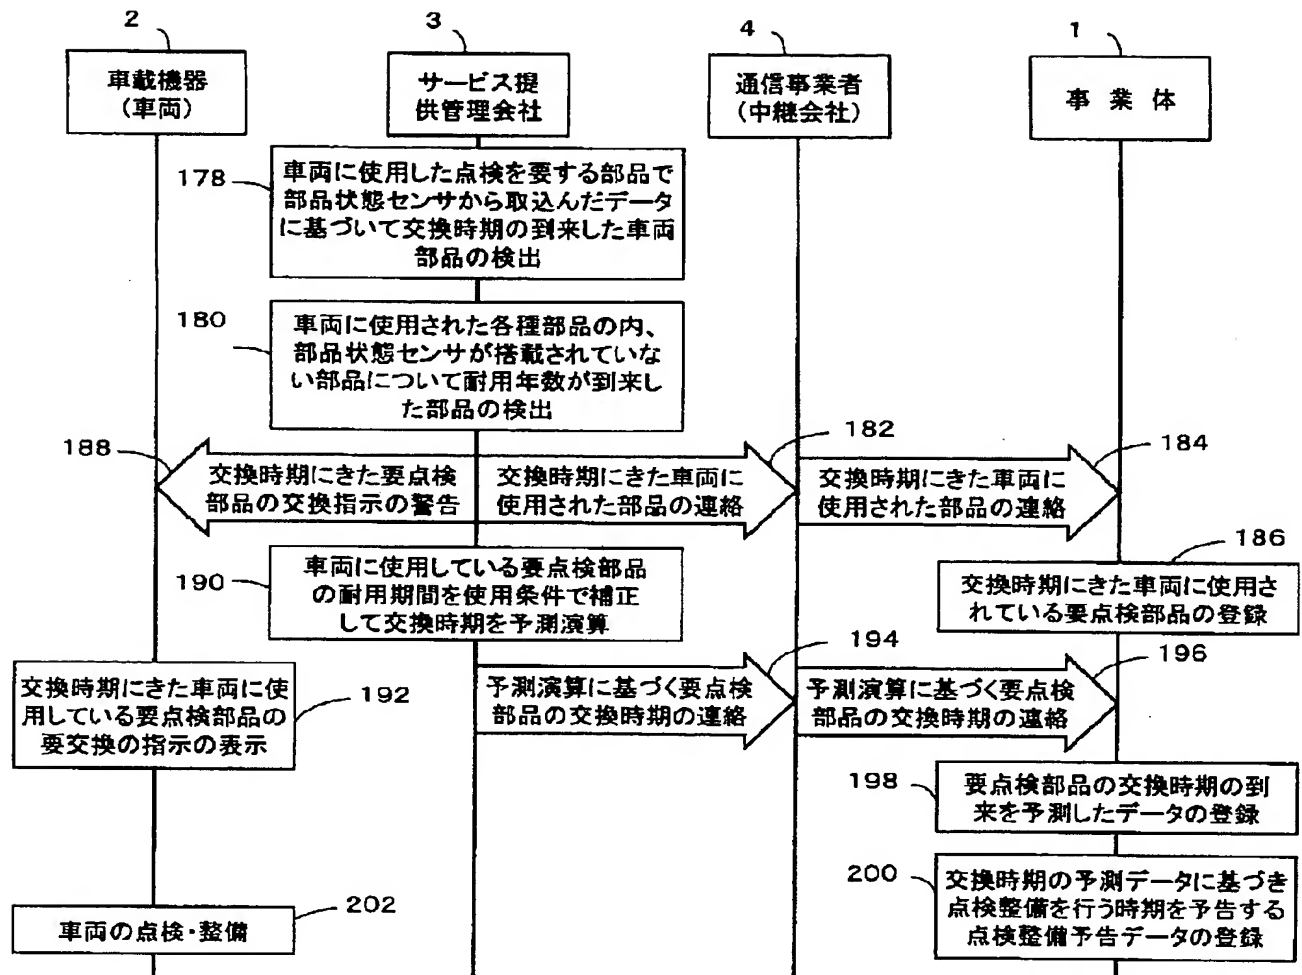 2
車載機器
(車両)
3
サービス提
供管理会社
4
通信事業者
(中継会社)
1
事業体
178
車両に使用した点検を要する部品で
部品状態センサから取込んだデータ
に基づいて交換時期の到来した車両
部品の検出
180
車両に使用された各種部品の内、
部品状態センサが搭載されていな
い部品について耐用年数が到来し
た部品の検出
188
交換時期にきた要点検
部品の交換指示の警告
182
交換時期にきた車両に
使用された部品の連絡
184
交換時期にきた車両に
使用された部品の連絡
186
交換時期にきた車両に使用さ
れている要点検部品の登録
190
車両に使用している要点検部品
の耐用期間を使用条件で補正
して交換時期を予測演算
192
交換時期にきた車両に使
用している要点検部品の
要交換の指示の表示
194
予測演算に基づく要点検
部品の交換時期の連絡
196
予測演算に基づく要点検
部品の交換時期の連絡
198
要点検部品の交換時期の到
来を予測したデータの登録
200
交換時期の予測データに基づき
点検整備を行う時期を予告する
点検整備予告データの登録
202
車両の点検・整備